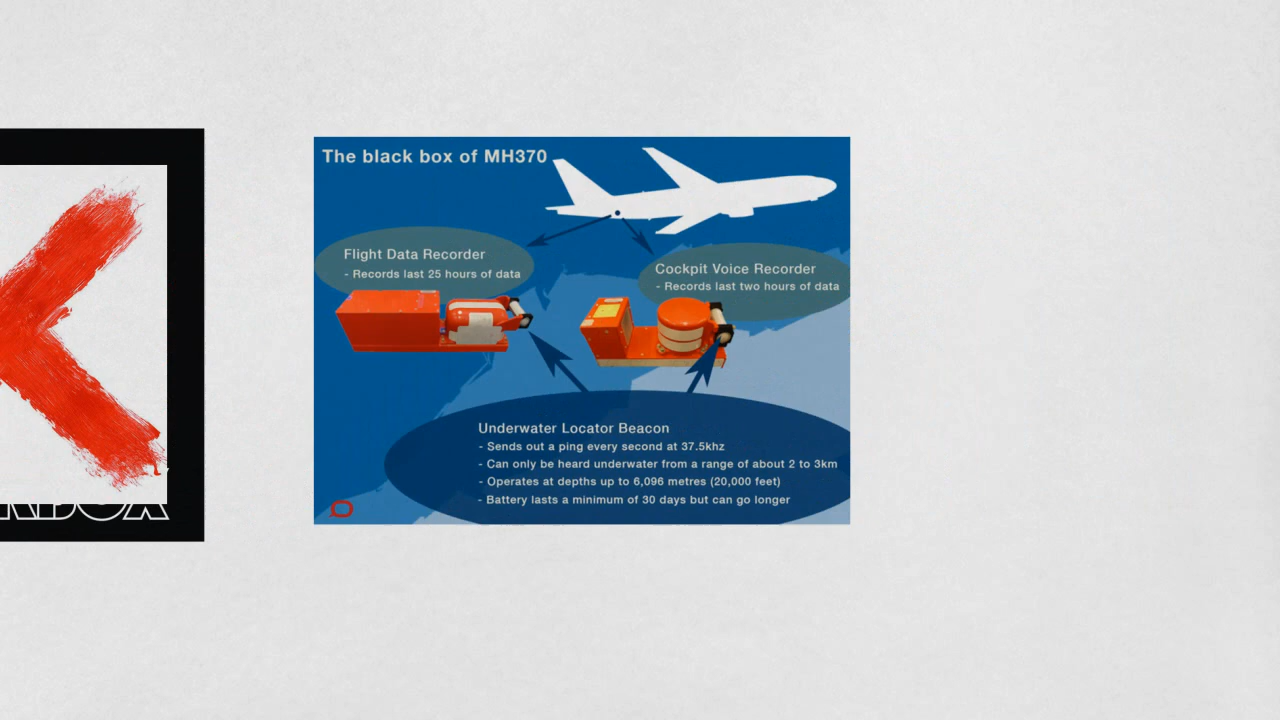 The black box of MH370
Flight Data Recorder
- Records last 25 hours of data
Cockpit Voice Recorder
- Records last two hours of data
Underwater Locator Beacon
- Sends out a ping every second at 37.5khz
- Can only be heard underwater from a range of about 2 to 3km
- Operates at depths up to 6,096 metres (20,000 feet)
- Battery lasts a minimum of 30 days but can go longer